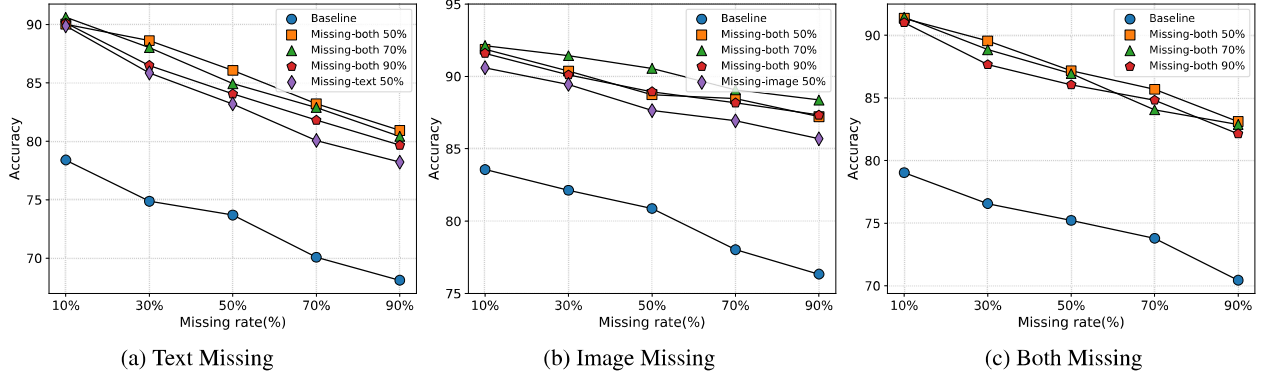 90
85
80
75
70
Accuracy
10%
30%
50%
70%
90%
Missing rate(%)
Baseline
Missing-both 50%
Missing-both 70%
Missing-both 90%
Missing-text 50%
(a) Text Missing
95
90
85
80
75
Accuracy
10%
30%
50%
70%
90%
Missing rate(%)
Baseline
Missing-both 50%
Missing-both 70%
Missing-both 90%
Missing-image 50%
(b) Image Missing
90
85
80
75
70
Accuracy
10%
30%
50%
70%
90%
Missing rate(%)
Baseline
Missing-both 50%
Missing-both 70%
Missing-both 90%
(c) Both Missing